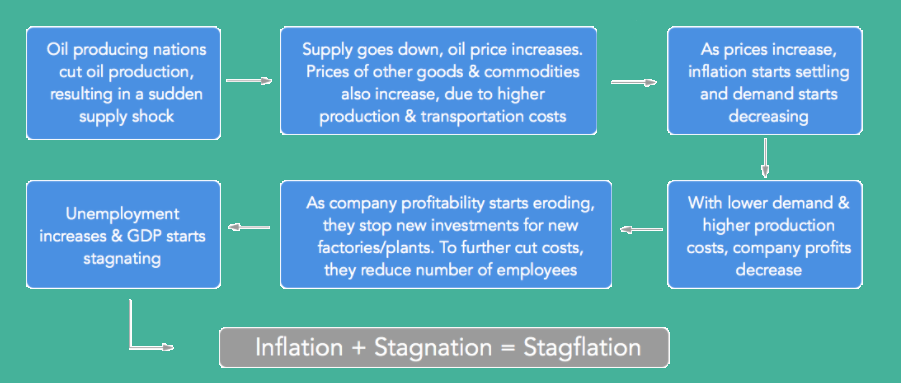 Oil producing nations
cut oil production,
resulting in a sudden
supply shock
Supply goes down, oil price increases.
Prices of other goods & commodities
also increase, due to higher
production & transportation costs
As prices increase,
inflation starts settling
and demand starts
decreasing
With lower demand &
higher production
costs, company profits
decrease
As company profitability starts eroding,
they stop new investments for new
factories/plants. To further cut costs,
they reduce number of employees
Unemployment
increases & GDP starts
stagnating
Inflation + Stagnation = Stagflation